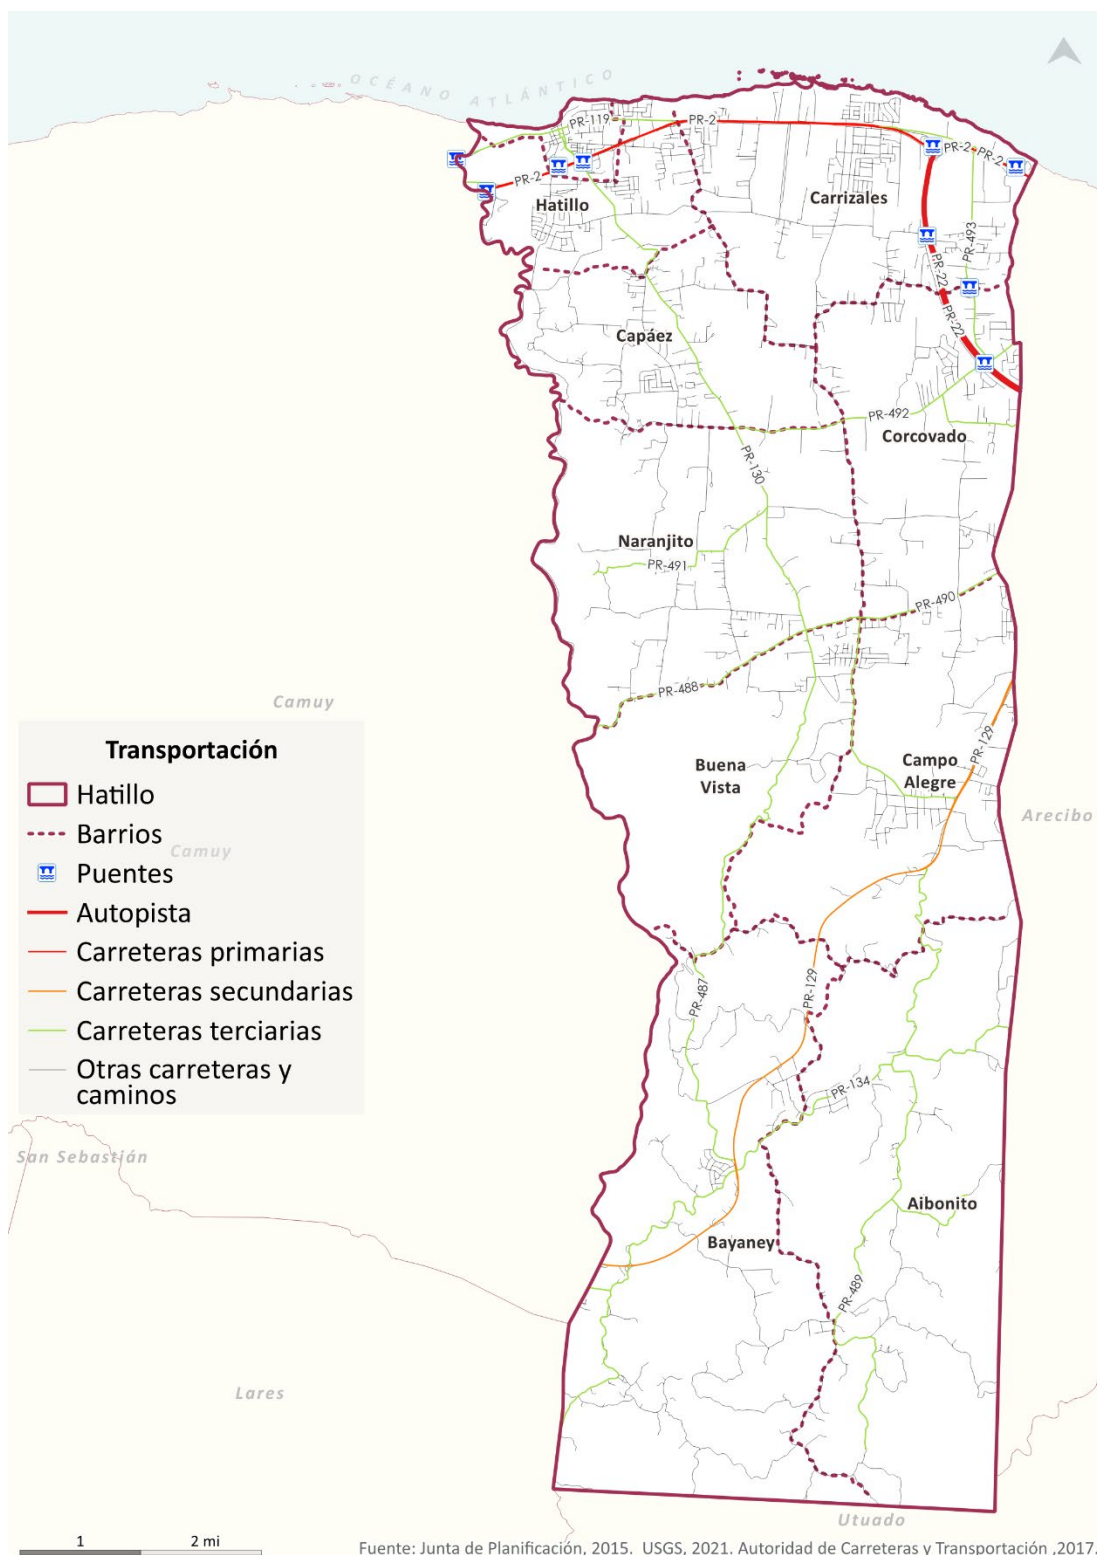 OCÉANO ATLÁNTICO
PR-119
PR-2
PR-2
PR-2
PR-2
Hatillo
Carrizales
PR-493
PR-22
PR-22
Capáez
PR-492
Corcovado
PR-130
Naranjito
PR-491
PR-490
PR-488
Camuy
Buena
Vista
Campo
Alegre
PR-129
Arecibo
Transportación
Hatillo
Barrios
Camuy
Puentes
Autopista
Carreteras primarias
Carreteras secundarias
Carreteras terciarias
Otras carreteras y
caminos
PR-487
PR-129
PR-134
San Sebastián
Aibonito
Bayaney
PR-489
Lares
Utuado
1 2 mi
Fuente: Junta de Planificación, 2015. USGS, 2021. Autoridad de Carreteras y Transportación ,2017.